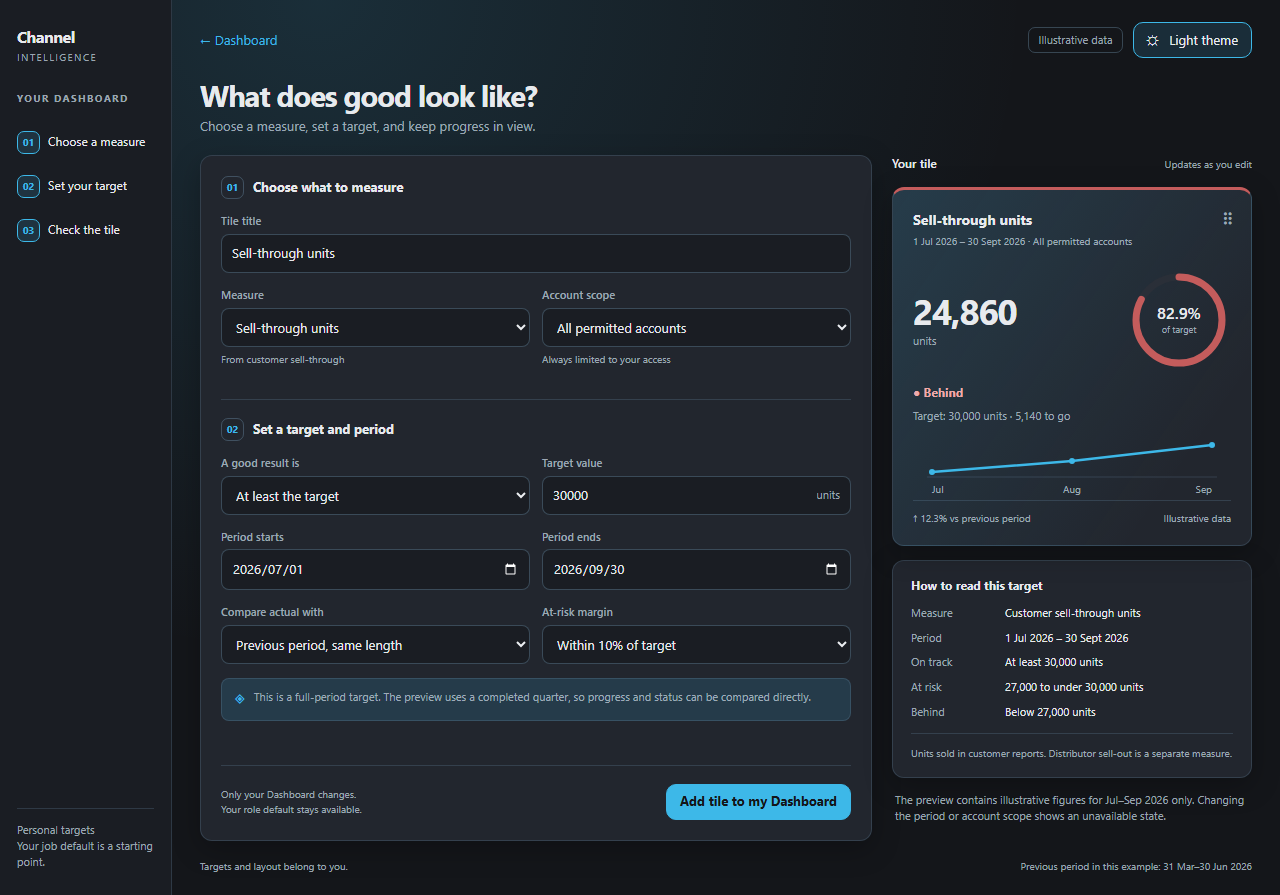 Channel
INTELLIGENCE
YOUR DASHBOARD
01 Choose a measure
02 Set your target
03 Check the tile
Personal targets
Your job default is a starting
point.
← Dashboard
Illustrative data
Light theme
What does good look like?
Choose a measure, set a target, and keep progress in view.
01 Choose what to measure
Tile title
Sell-through units
Measure
Account scope
Sell-through units
All permitted accounts
From customer sell-through
Always limited to your access
02 Set a target and period
A good result is
Target value
At least the target
30000 units
Period starts
Period ends
2026/07/01
2026/09/30
Compare actual with
At-risk margin
Previous period, same length
Within 10% of target
This is a full-period target. The preview uses a completed quarter, so progress and status can be compared directly.
Only your Dashboard changes.
Your role default stays available.
Add tile to my Dashboard
Your tile
Updates as you edit
Sell-through units
1 Jul 2026 – 30 Sept 2026 · All permitted accounts
24,860
units
82.9%
of target
● Behind
Target: 30,000 units · 5,140 to go
Jul Aug Sep
↑ 12.3% vs previous period
Illustrative data
How to read this target
Measure Customer sell-through units
Period 1 Jul 2026 – 30 Sept 2026
On track At least 30,000 units
At risk 27,000 to under 30,000 units
Behind Below 27,000 units
Units sold in customer reports. Distributor sell-out is a separate measure.
The preview contains illustrative figures for Jul–Sep 2026 only. Changing
the period or account scope shows an unavailable state.
Targets and layout belong to you.
Previous period in this example: 31 Mar–30 Jun 2026